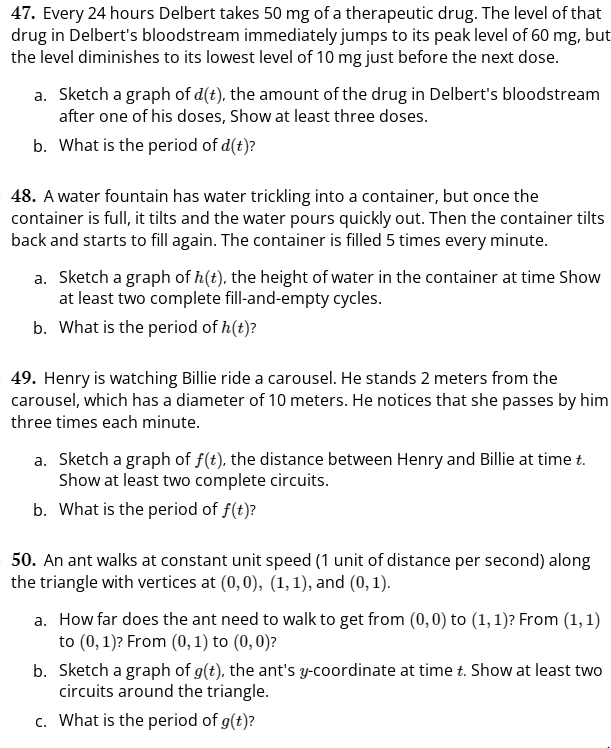 47. Every 24 hours Delbert takes 50 mg of a therapeutic drug. The level of that
drug in Delbert's bloodstream immediately jumps to its peak level of 60 mg, but
the level diminishes to its lowest level of 10 mg just before the next dose.
a. Sketch a graph of d(t), the amount of the drug in Delbert's bloodstream
after one of his doses, Show at least three doses.
b. What is the period of d(t)?
48. A water fountain has water trickling into a container, but once the
container is full, it tilts and the water pours quickly out. Then the container tilts
back and starts to fill again. The container is filled 5 times every minute.
a. Sketch a graph of h(t), the height of water in the container at time Show
at least two complete fill-and-empty cycles.
b. What is the period of h(t)?
49. Henry is watching Billie ride a carousel. He stands 2 meters from the
carousel, which has a diameter of 10 meters. He notices that she passes by him
three times each minute.
a. Sketch a graph of f(t), the distance between Henry and Billie at time t.
Show at least two complete circuits.
b. What is the period of f(t)?
50. An ant walks at constant unit speed (1 unit of distance per second) along
the triangle with vertices at (0,0), (1,1), and (0,1).
a. How far does the ant need to walk to get from (0,0) to (1,1)? From (1,1)
to (0,1)? From (0,1) to (0,0)?
b. Sketch a graph of g(t), the ant's y-coordinate at time t. Show at least two
circuits around the triangle.
c. What is the period of g(t)?